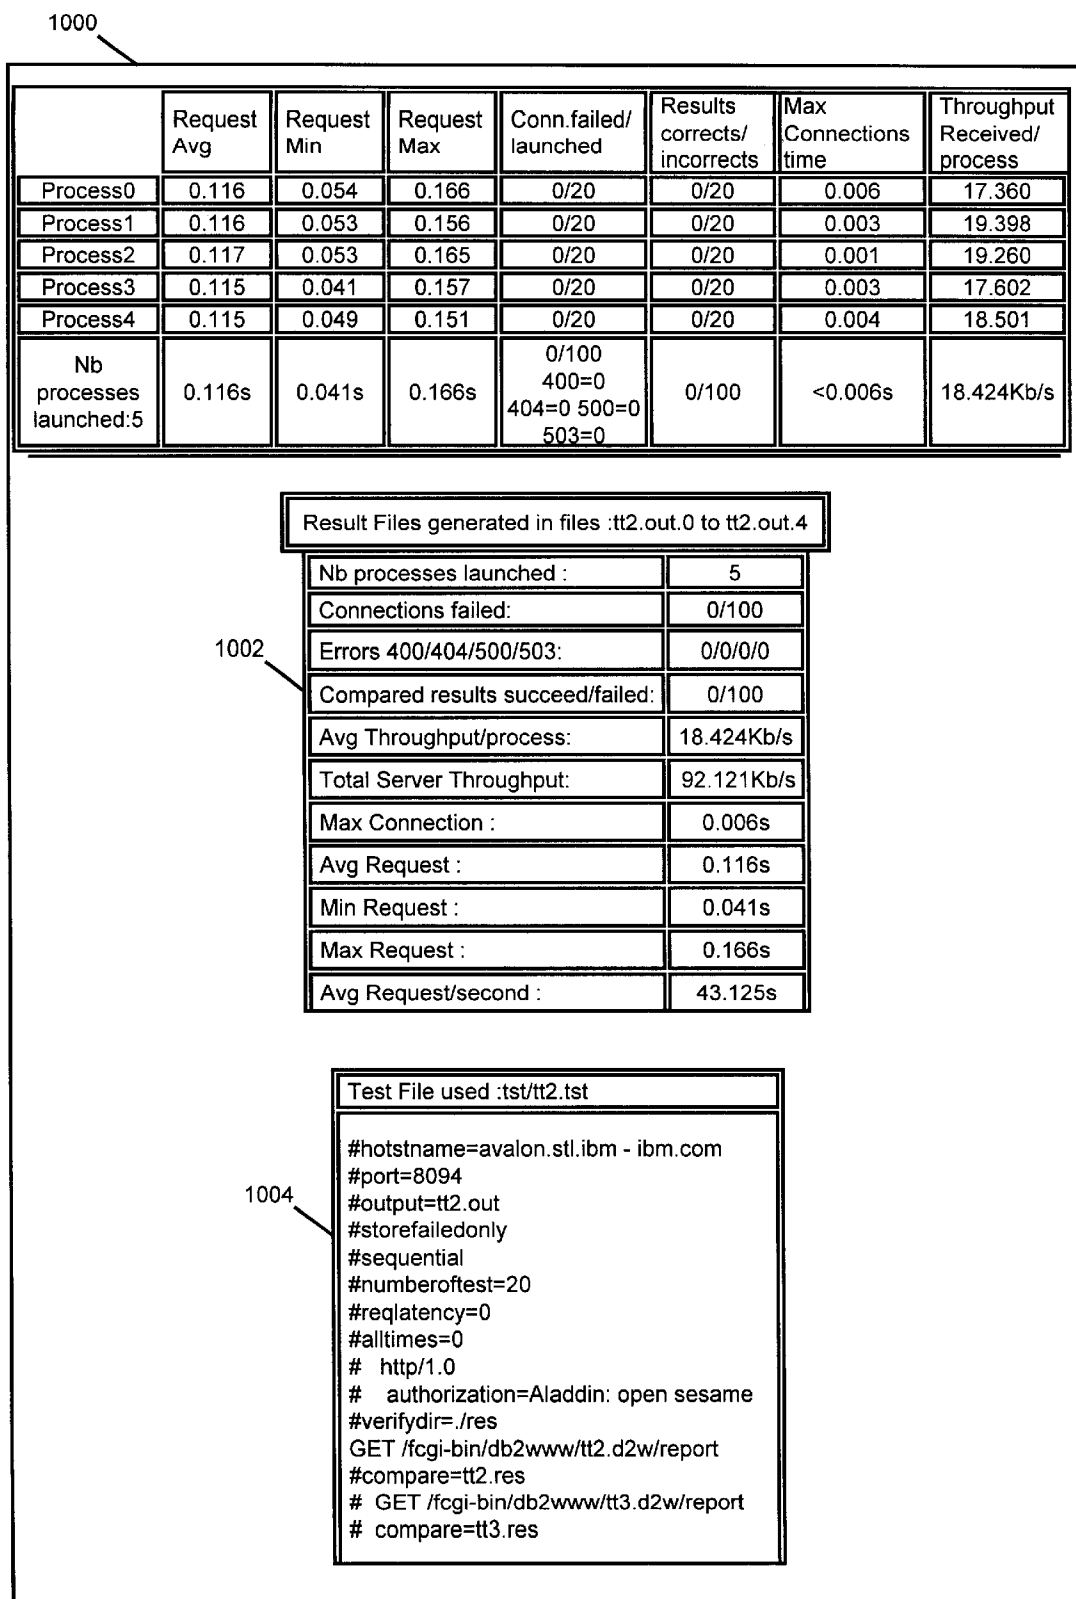 1000
Request Avg Request Min Request Max Conn.failed/ launched Results corrects/ incorrects Max Connections time Throughput Received/ process
Process0 0.116 0.054 0.166 0/20 0/20 0.006 17.360
Process1 0.116 0.053 0.156 0/20 0/20 0.003 19.398
Process2 0.117 0.053 0.165 0/20 0/20 0.001 19.260
Process3 0.115 0.041 0.157 0/20 0/20 0.003 17.602
Process4 0.115 0.049 0.151 0/20 0/20 0.004 18.501
Nb processes launched:5 0.116s 0.041s 0.166s 0/100 400=0 404=0 500=0 503=0 0/100 <0.006s 18.424Kb/s
Result Files generated in files :tt2.out.0 to tt2.out.4
Nb processes launched : 5
Connections failed: 0/100
1002
Errors 400/404/500/503: 0/0/0/0
Compared results succeed/failed: 0/100
Avg Throughput/process: 18.424Kb/s
Total Server Throughput: 92.121Kb/s
Max Connection : 0.006s
Avg Request : 0.116s
Min Request : 0.041s
Max Request : 0.166s
Avg Request/second : 43.125s
Test File used :tst/tt2.tst
#hotstname=avalon.stl.ibm - ibm.com
#port=8094
1004
#output=tt2.out
#storefailedonly
#sequential
#numberoftest=20
#reqlatency=0
#alltimes=0
# http/1.0
# authorization=Aladdin: open sesame
#verifydir=./res
GET /fcgi-bin/db2www/tt2.d2w/report
#compare=tt2.res
# GET /fcgi-bin/db2www/tt3.d2w/report
# compare=tt3.res